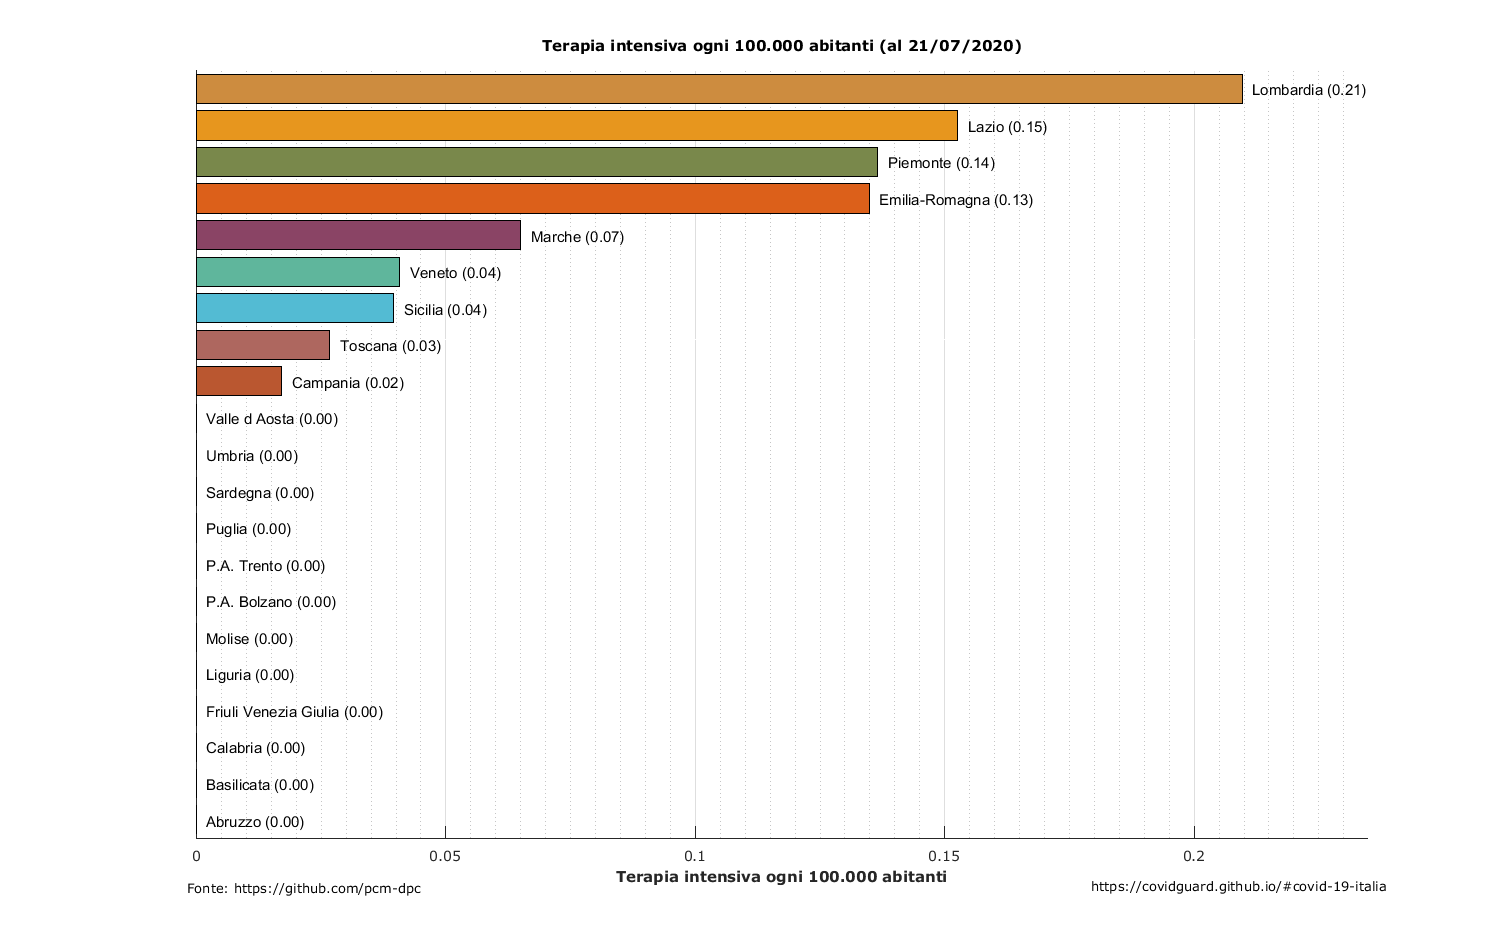 Terapia intensiva ogni 100.000 abitanti (al 21/07/2020)
Lombardia (0.21)
Lazio (0.15)
Piemonte (0.14)
Emilia-Romagna (0.13)
Marche (0.07)
Veneto (0.04)
Sicilia (0.04)
Toscana (0.03)
Campania (0.02)
Valle d Aosta (0.00)
Umbria (0.00)
Sardegna (0.00)
Puglia (0.00)
P.A. Trento (0.00)
P.A. Bolzano (0.00)
Molise (0.00)
Liguria (0.00)
Friuli Venezia Giulia (0.00)
Calabria (0.00)
Basilicata (0.00)
Abruzzo (0.00)
0 0.05 0.1 0.15 0.2
Terapia intensiva ogni 100.000 abitanti
Fonte: https://github.com/pcm-dpc
https://covidguard.github.io/#covid-19-italia